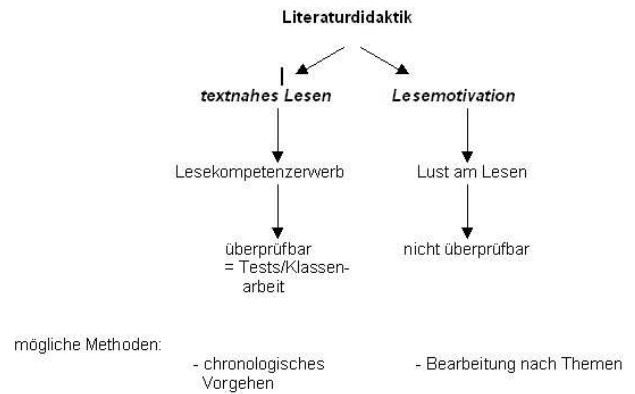 Literaturdidaktik
textnahes Lesen
Lesemotivation
Lesekompetenzerwerb
Lust am Lesen
überprüfbar
= Tests/Klassen-
arbeit
nicht überprüfbar
mögliche Methoden:
- chronologisches
Vorgehen
- Bearbeitung nach Themen